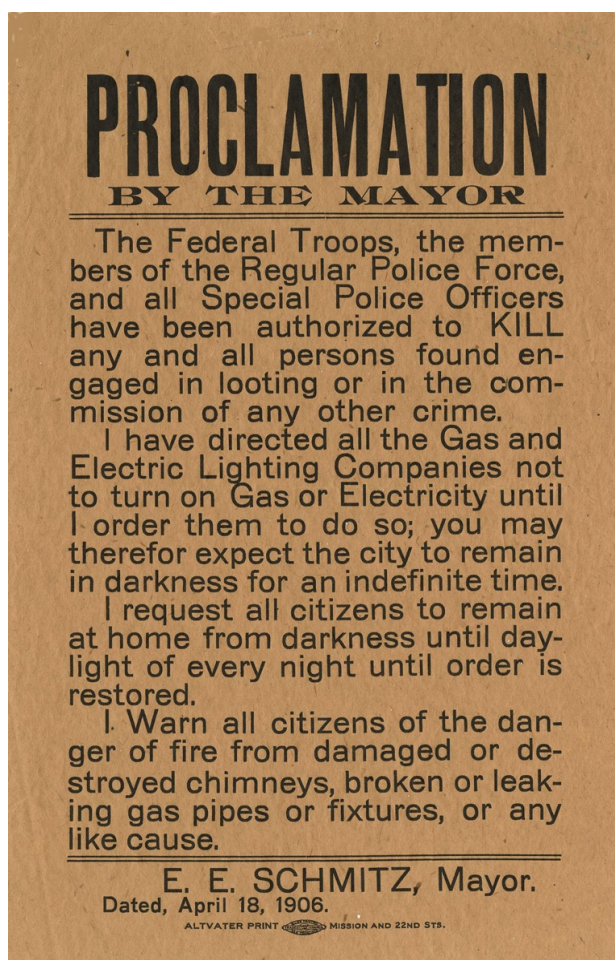 PROCLAMATION
BY THE MAYOR
The Federal Troops, the mem-
bers of the Regular Police Force,
and all Special Police Officers
have been authorized to KILL
any and all persons found en-
gaged in looting or in the com-
mission of any other crime.
I have directed all the Gas and
Electric Lighting Companies not
to turn on Gas or Electricity until
I order them to do so; you may
therefor expect the city to remain
in darkness for an indefinite time.
I request all citizens to remain
at home from darkness until day-
light of every night until order is
restored.
I Warn all citizens of the dan-
ger of fire from damaged or de-
stroyed chimneys, broken or leak-
ing gas pipes or fixtures, or any
like cause.
E. E. SCHMITZ, Mayor.
Dated, April 18, 1906.
ALTVATER PRINT MISSION AND 22ND STS.